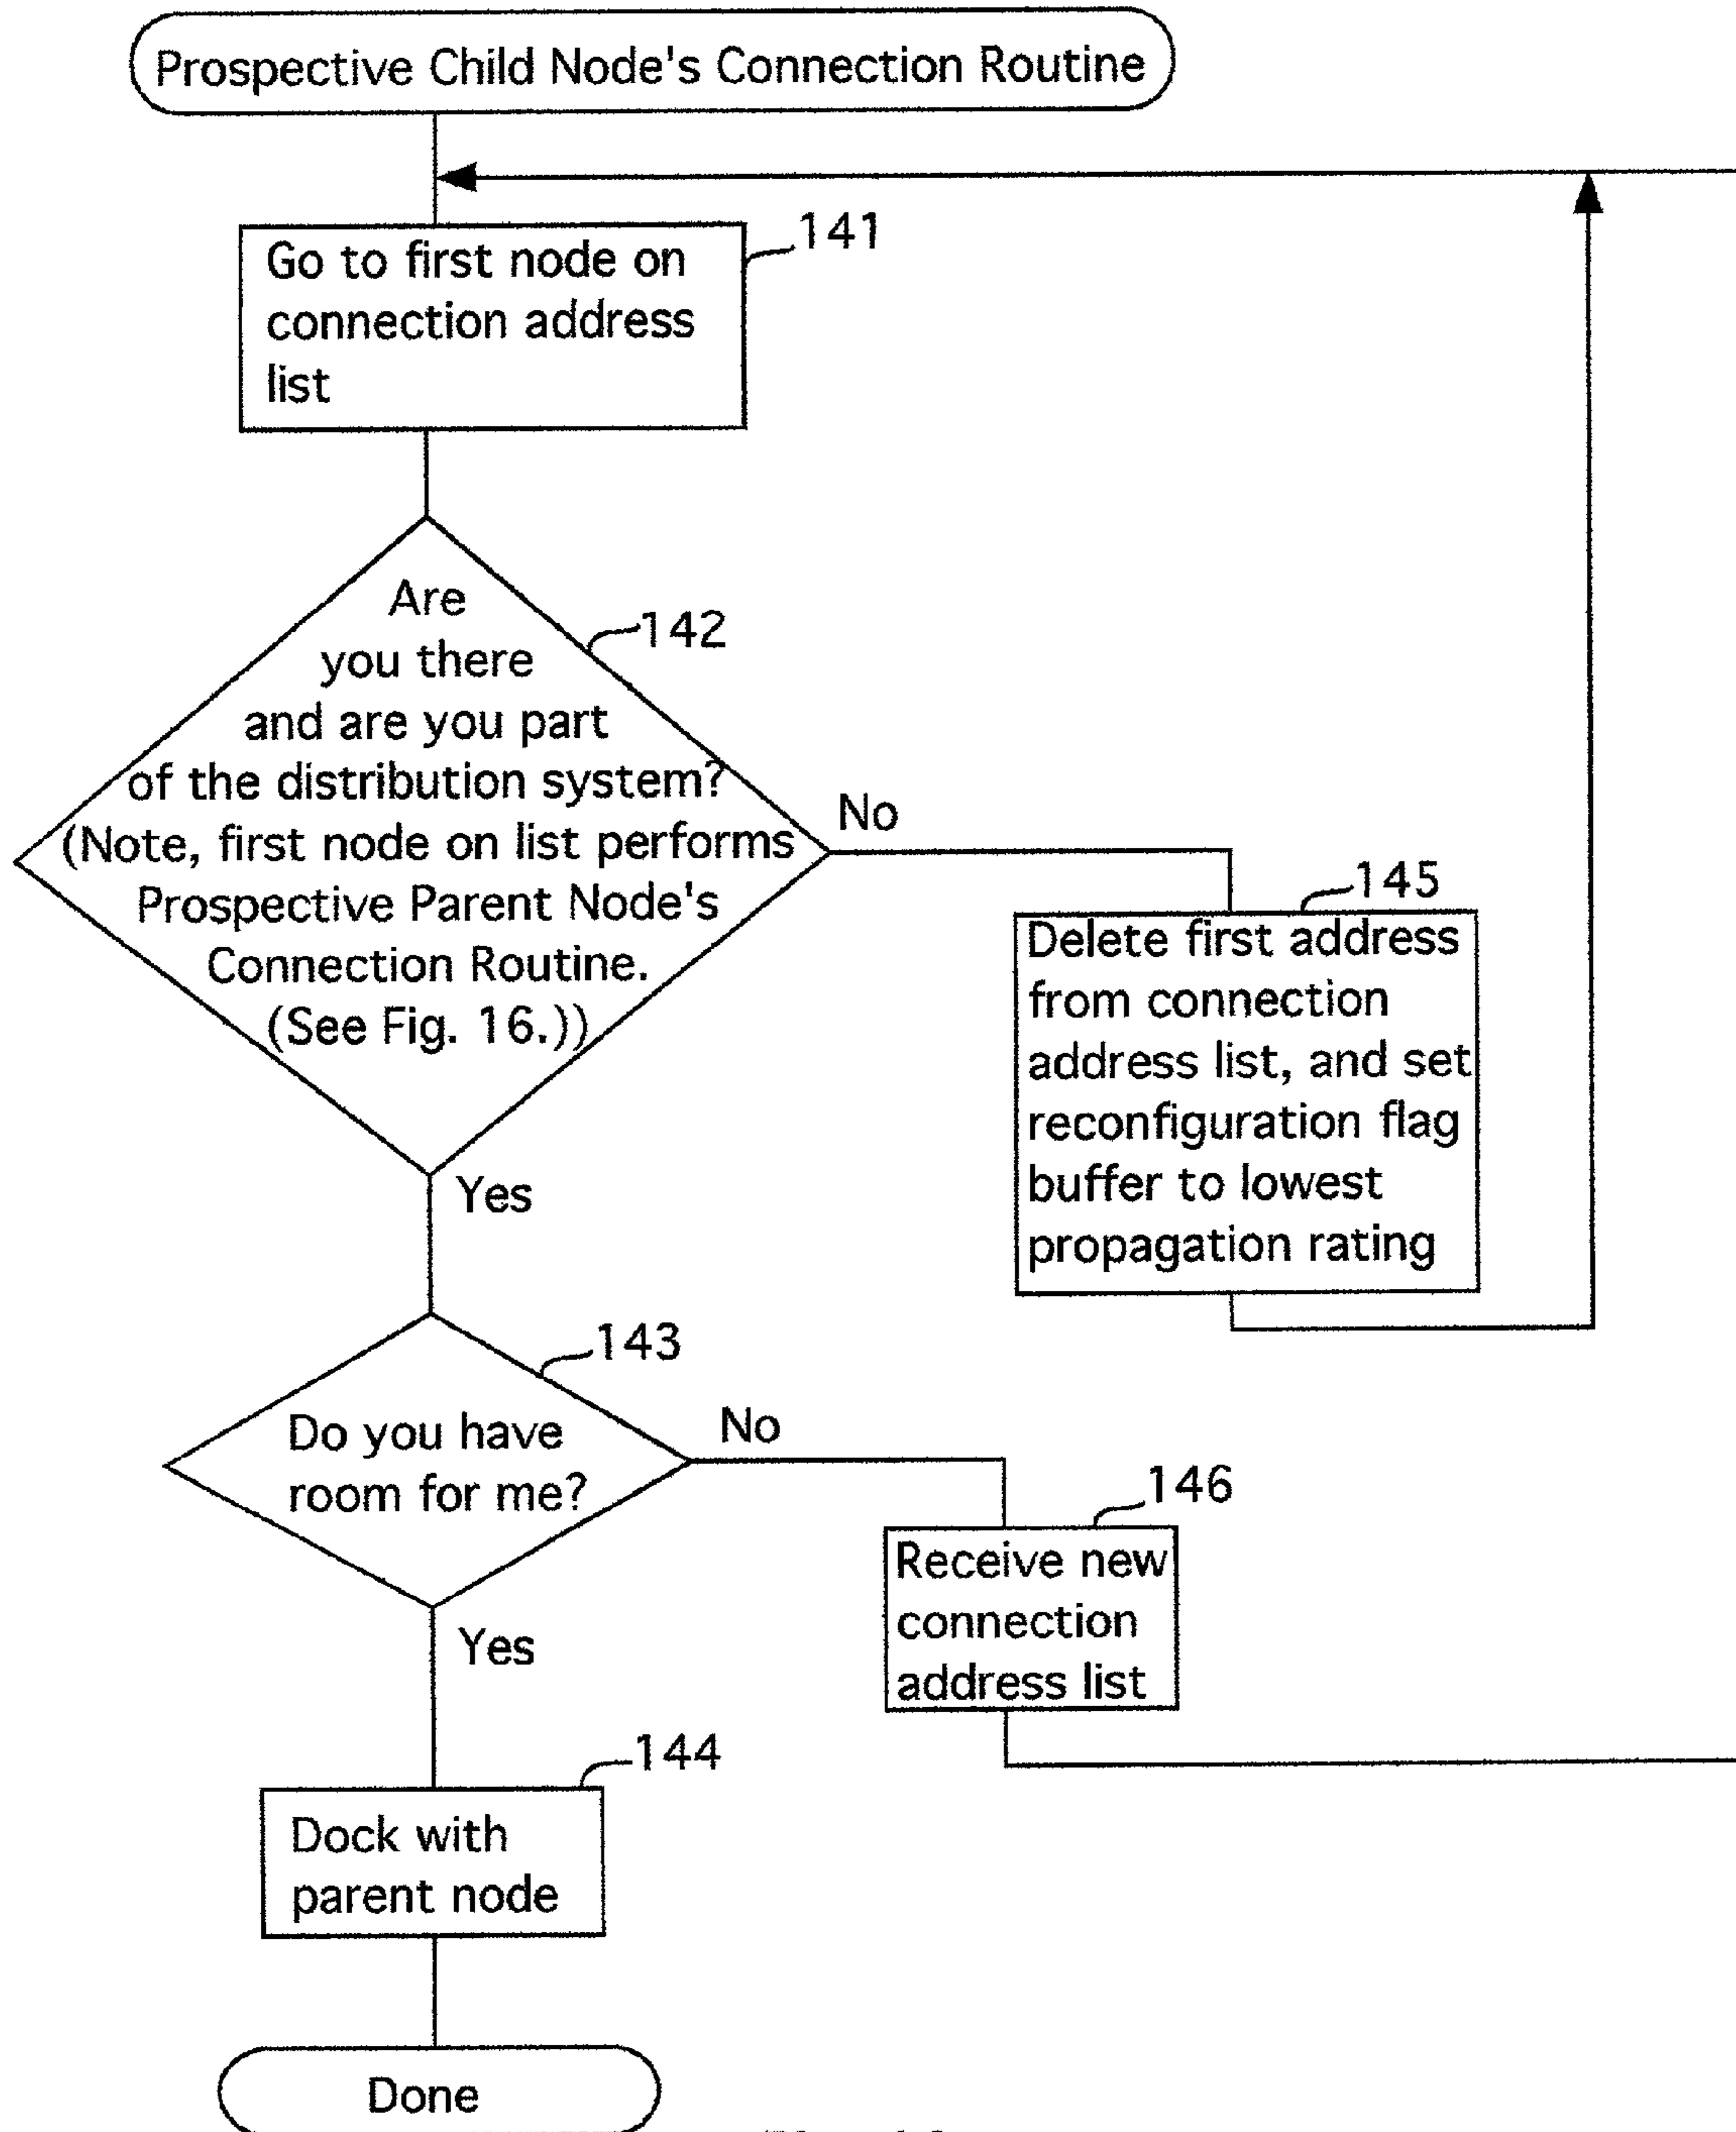 Prospective Child Node's Connection Routine
141
Go to first node on
connection address
list
142
Are
you there
and are you part
of the distribution system?
(Note, first node on list performs
Prospective Parent Node's
Connection Routine.
(See Fig. 16.))
No
145
Delete first address
from connection
address list, and set
reconfiguration flag
buffer to lowest
propagation rating
Yes
143
Do you have
room for me?
No
146
Receive new
connection
address list
Yes
144
Dock with
parent node
Done